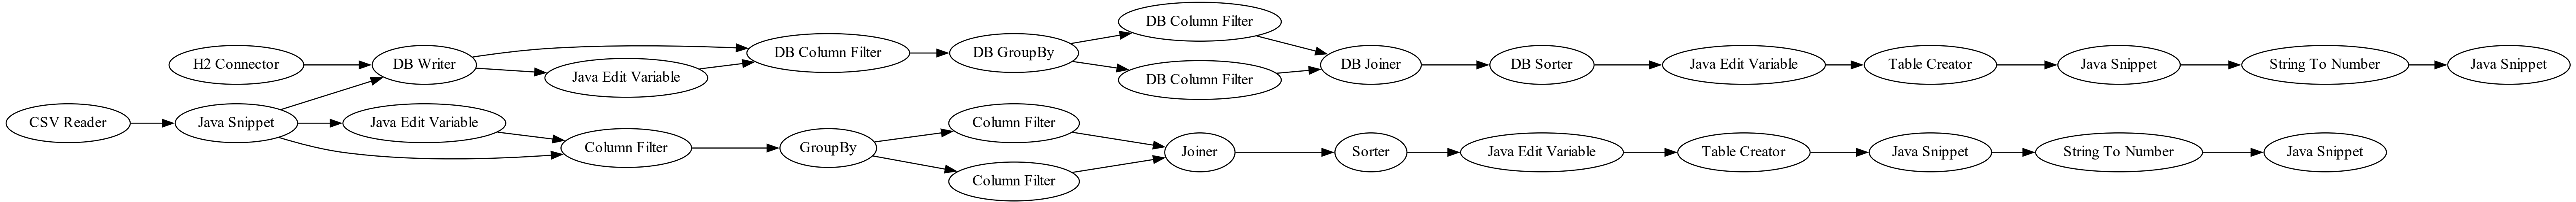 DB Column Filter
H2 Connector
DB Writer
DB Column Filter
DB GroupBy
Java Edit Variable
DB Column Filter
DB Joiner
DB Sorter
Java Edit Variable
Table Creator
Java Snippet
String To Number
Java Snippet
CSV Reader
Java Snippet
Java Edit Variable
Column Filter
GroupBy
Column Filter
Column Filter
Joiner
Sorter
Java Edit Variable
Table Creator
Java Snippet
String To Number
Java Snippet